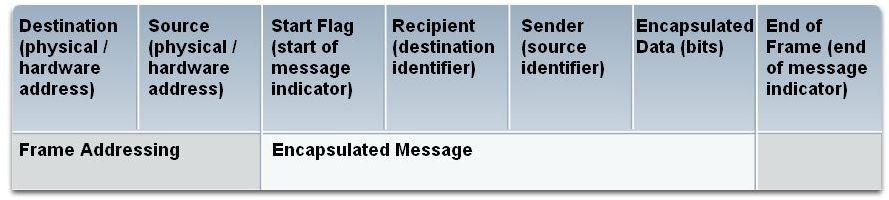 Destination
(physical /
hardware
address)
Source
(physical /
hardware
address)
Start Flag
(start of
message
indicator)
Recipient
(destination
identifier)
Sender
(source
identifier)
Encapsulated
Data (bits)
End of
Frame (end
of message
indicator)
Frame Addressing
Encapsulated Message